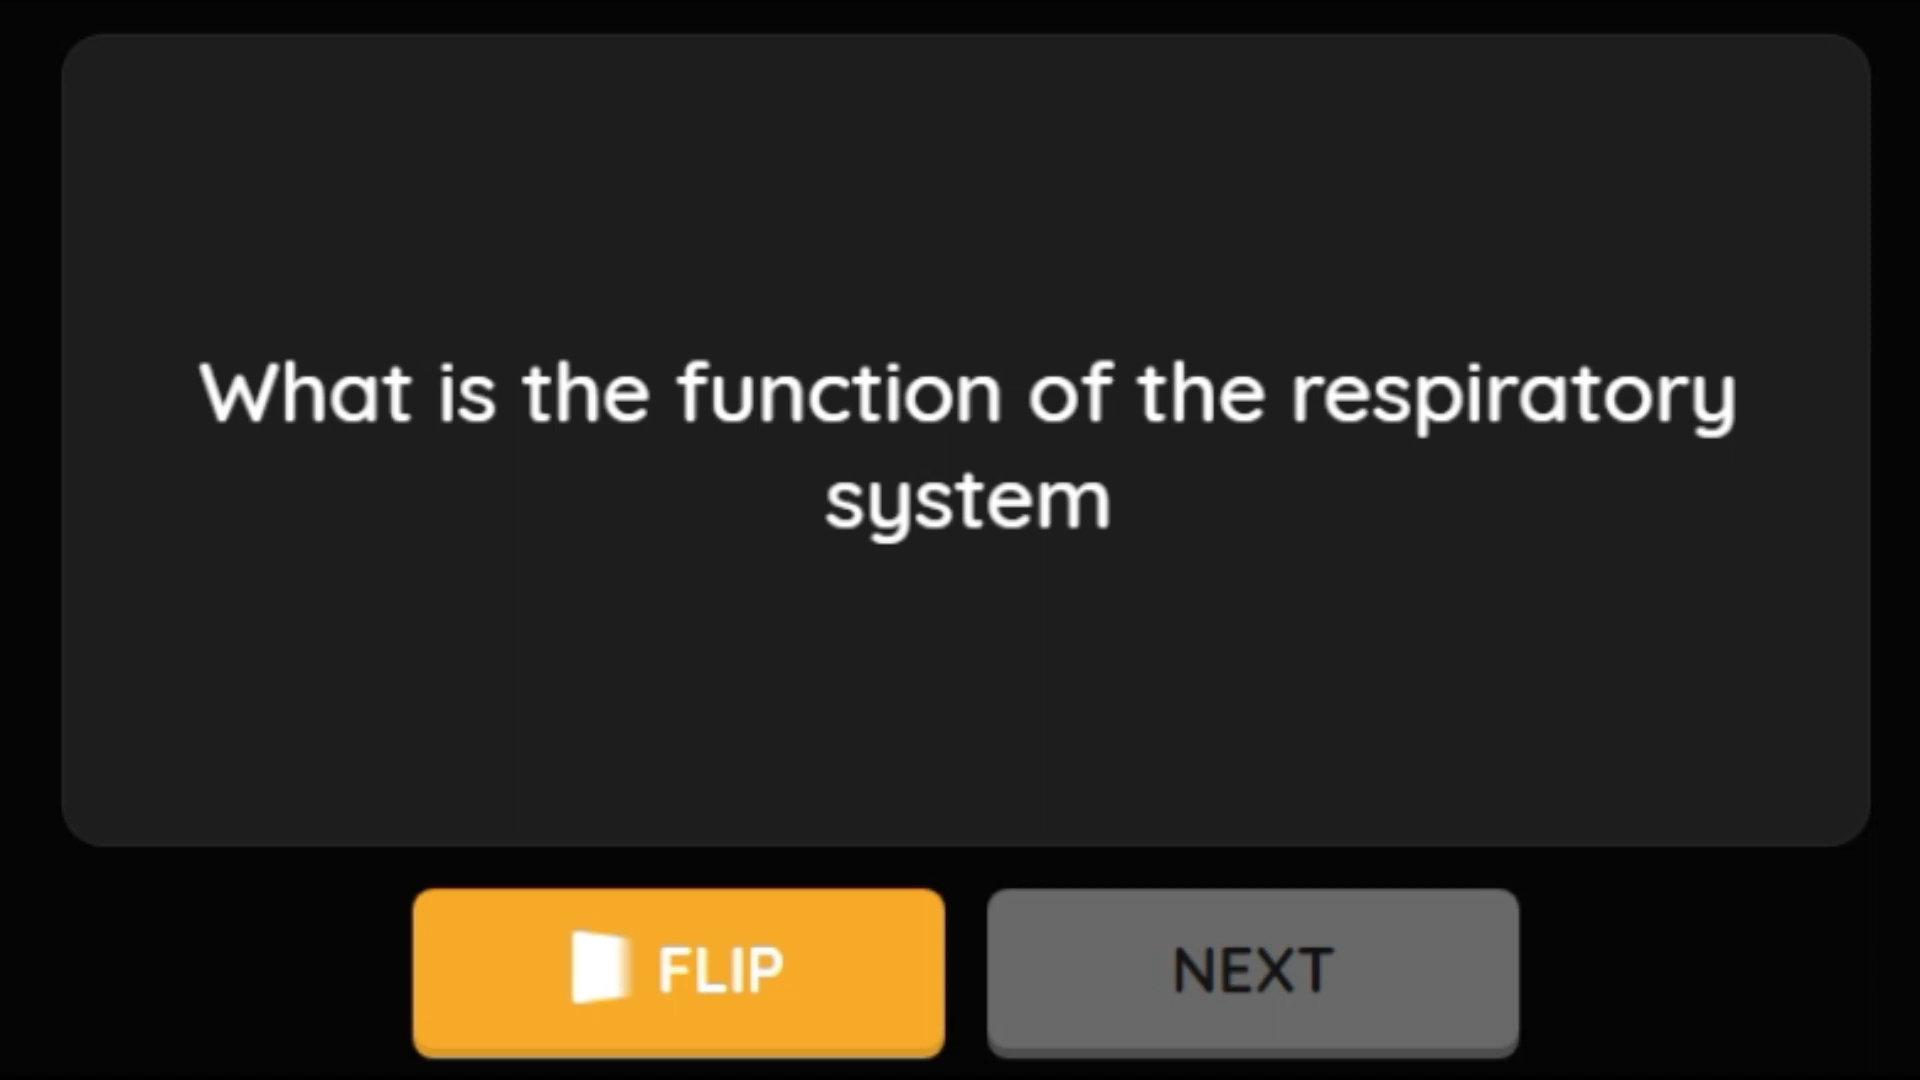 What is the function of the respiratory
system
FLIP
NEXT